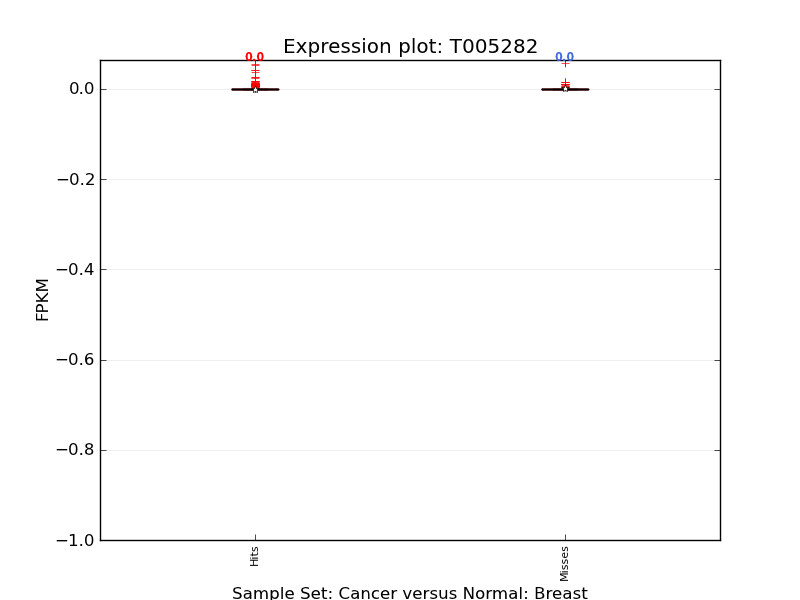 Expression plot: T005282
0.0
0.0
0.0
−0.2
−0.4
−0.6
−0.8
−1.0
FPKM
Hits
Misses
Sample Set: Cancer versus Normal: Breast